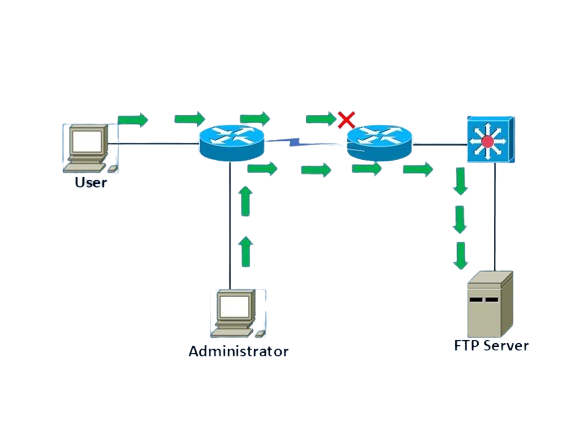 User
Administrator
FTP Server